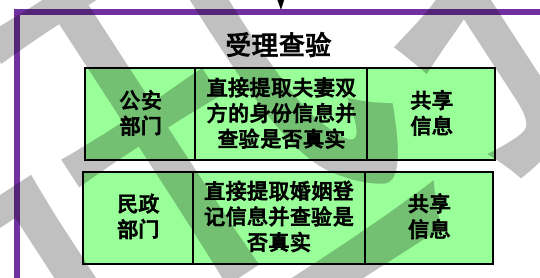 受理查验
公安
部门
直接提取夫妻双
方的身份信息并
查验是否真实
共享
信息
民政
部门
直接提取婚姻登
记信息并查验是
否真实
共享
信息